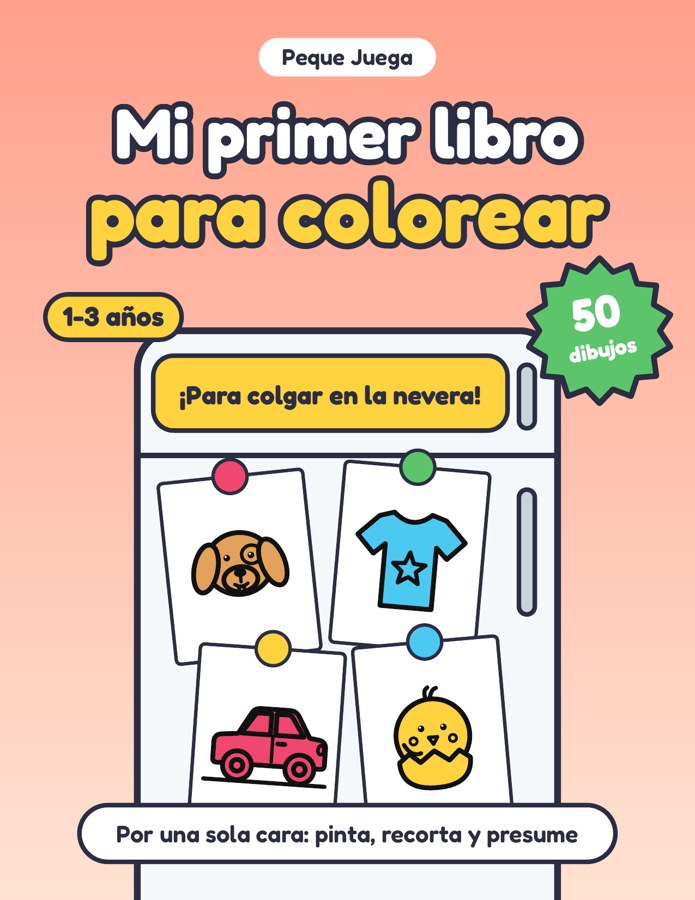 Peque Juega
Mi primer libro
para colorear
1-3 años
50
dibujos
¡Para colgar en la nevera!
Por una sola cara: pinta, recorta y presume